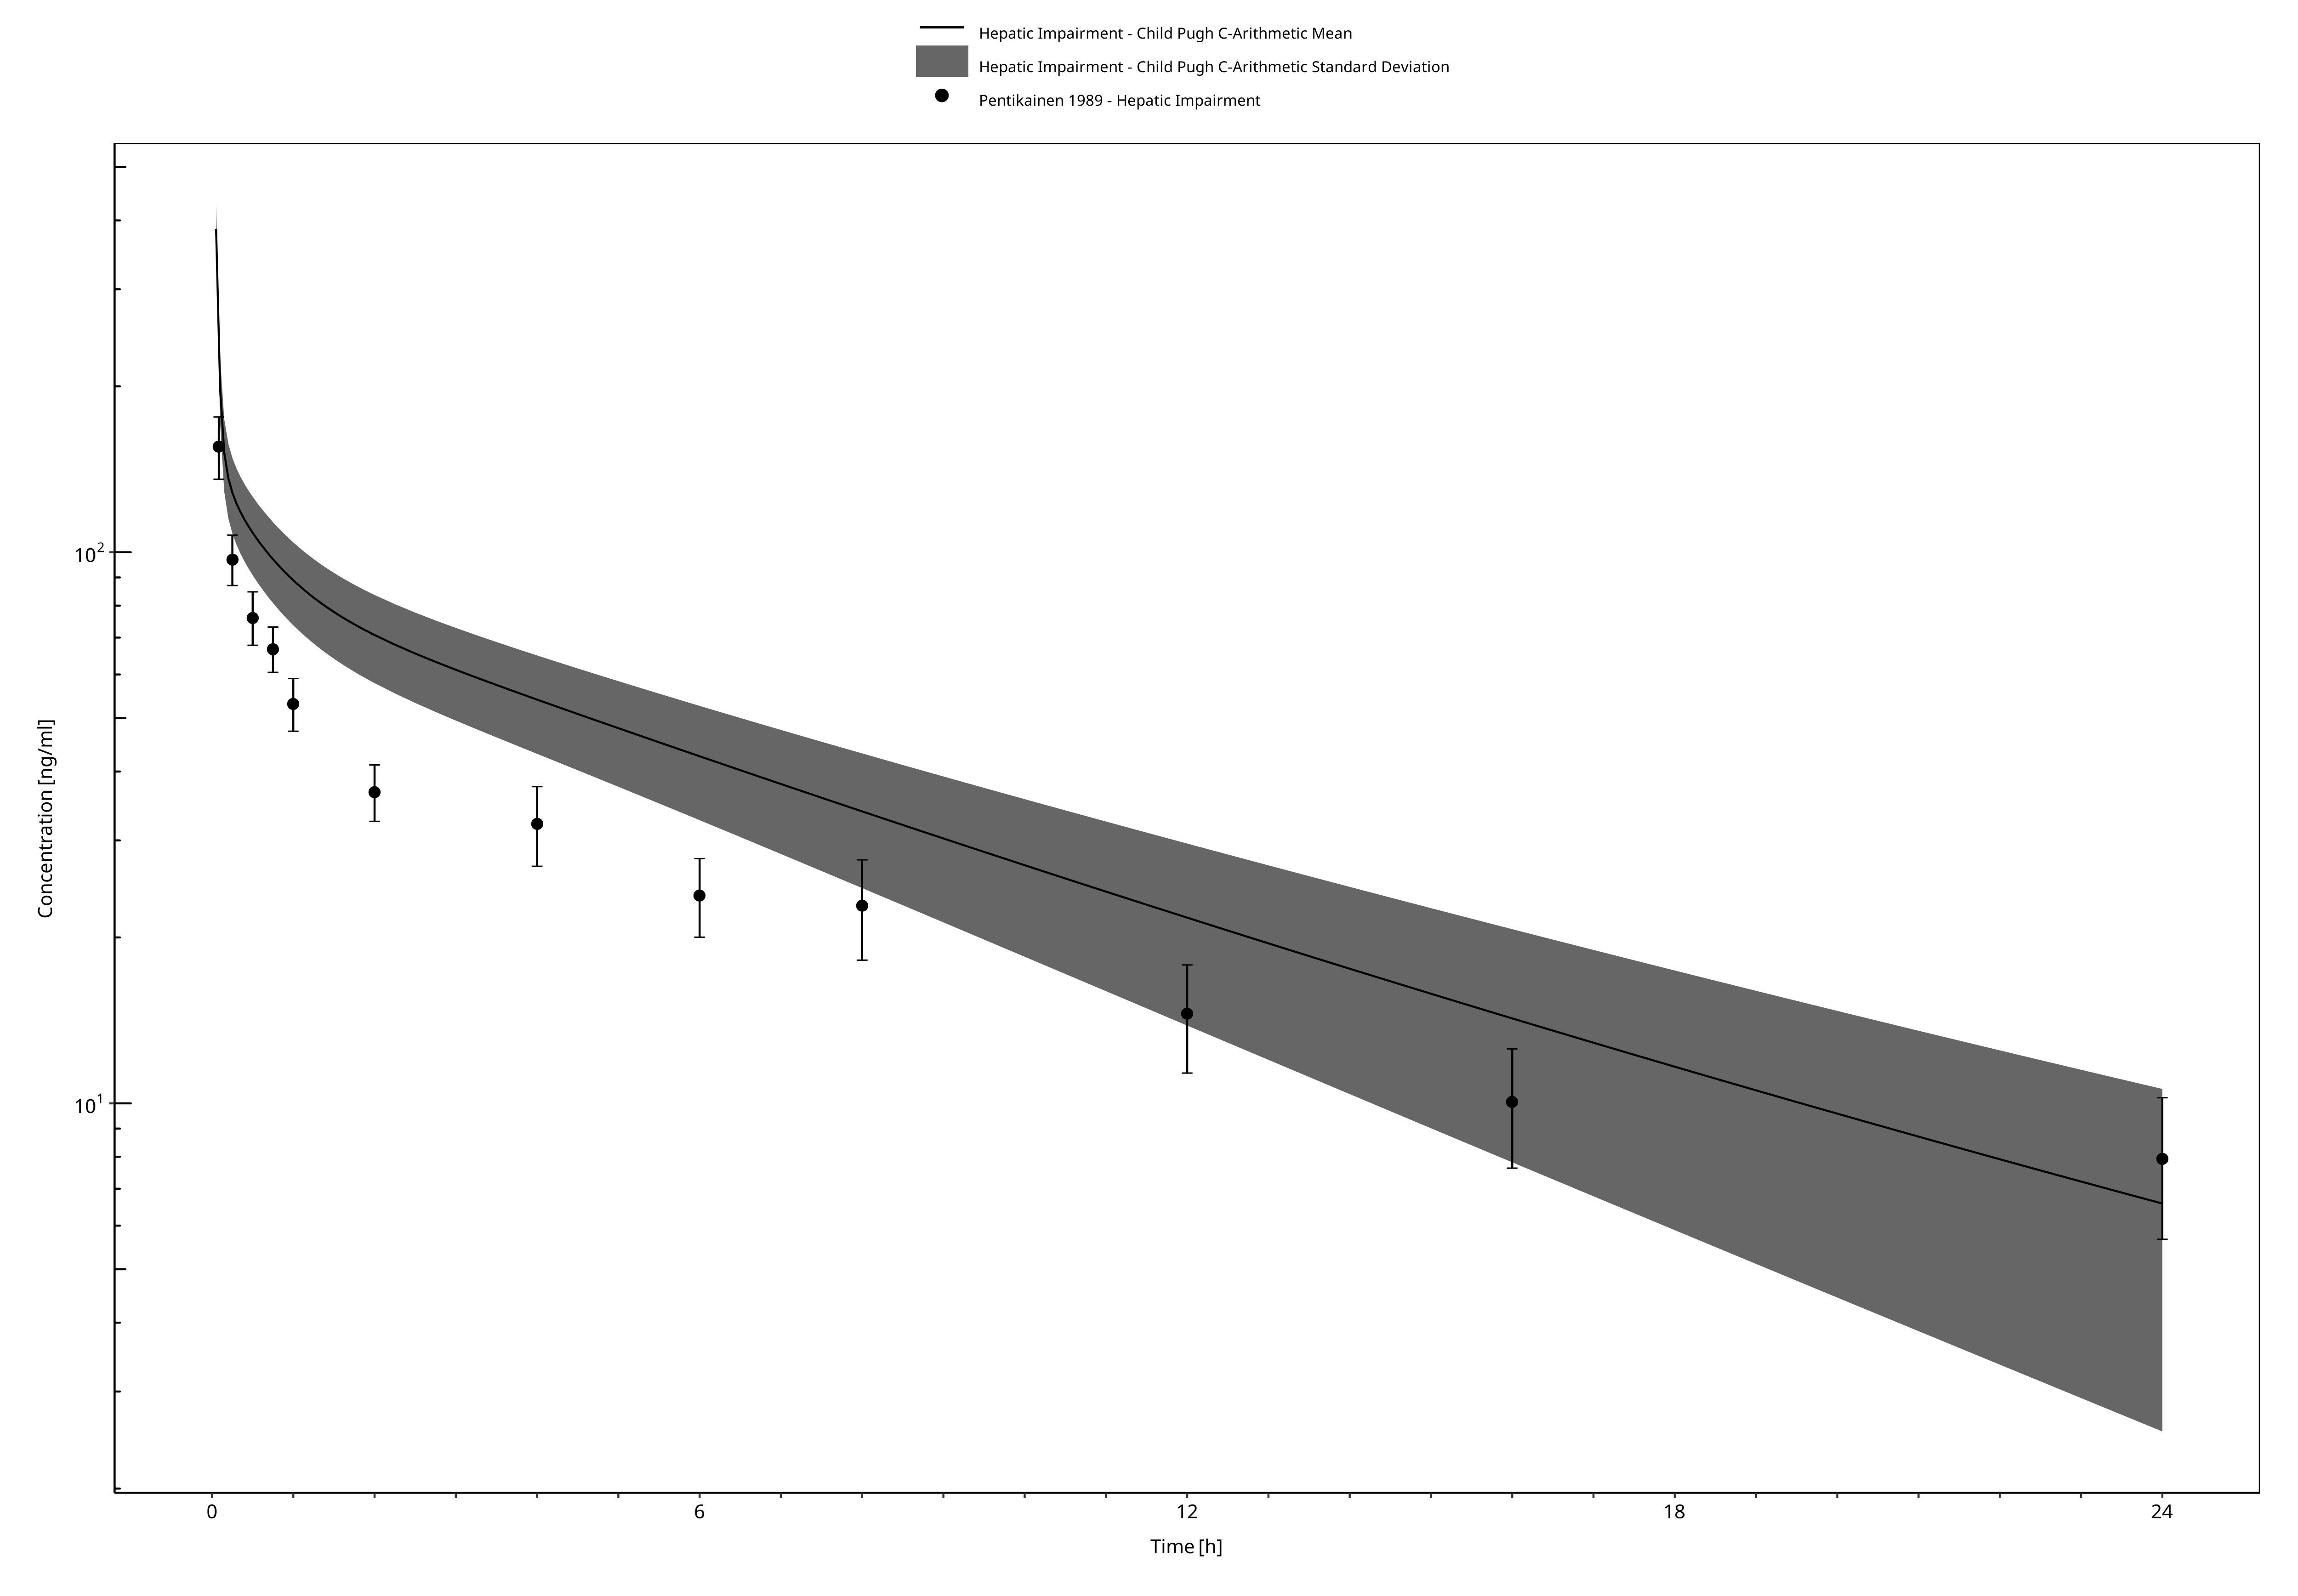 Hepatic Impairment - Child Pugh C-Arithmetic Mean
Hepatic Impairment - Child Pugh C-Arithmetic Standard Deviation
Pentikainen 1989 - Hepatic Impairment
10²
10¹
Concentration [ng/ml]
0 6 12 18 24
Time [h]